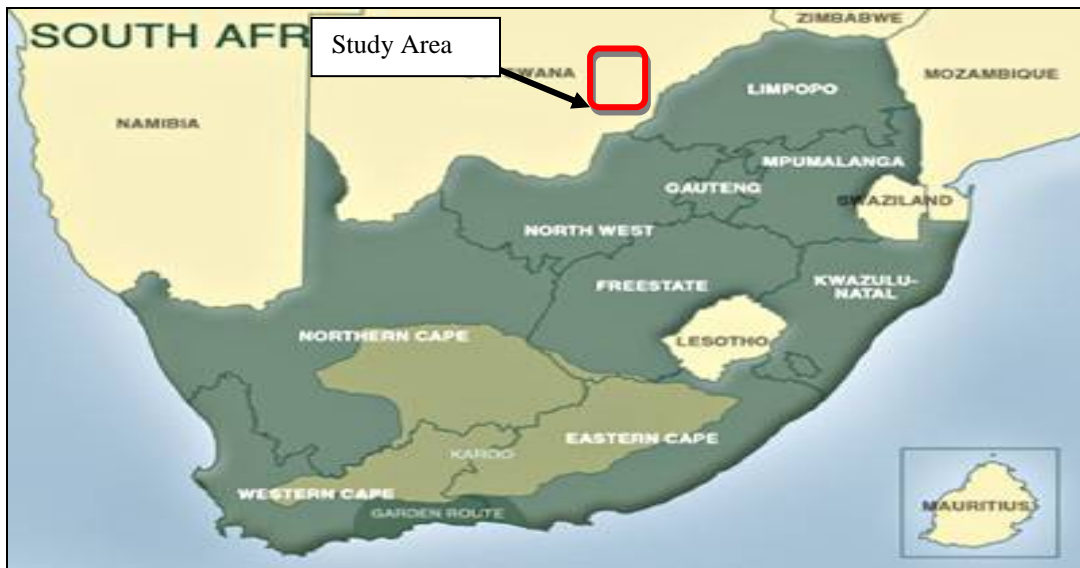 ZIMBABWE
SOUTH AFR
Study Area
WANA
MOZAMBIQUE
LIMPOPO
NAMIBIA
MPUMALANGA
GAUTENG
SWAZILAND
NORTH WEST
FREESTATE
KWAZULU-
NATAL
NORTHERN CAPE
LESOTHO
EASTERN CAPE
KAROO
WESTERN CAPE
GARDEN ROUTE
MAURITIUS